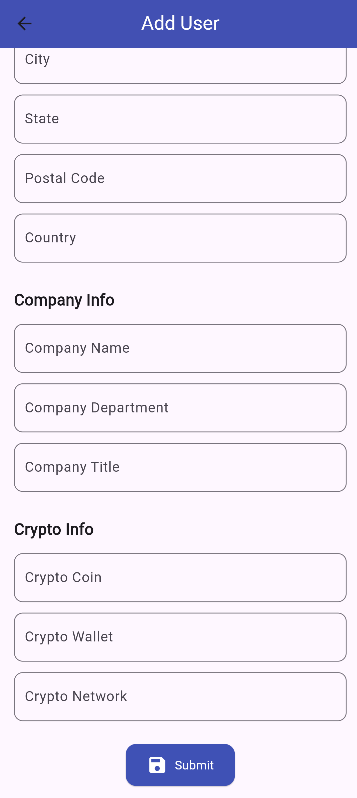 Add User
City
State
Postal Code
Country
Company Info
Company Name
Company Department
Company Title
Crypto Info
Crypto Coin
Crypto Wallet
Crypto Network
Submit